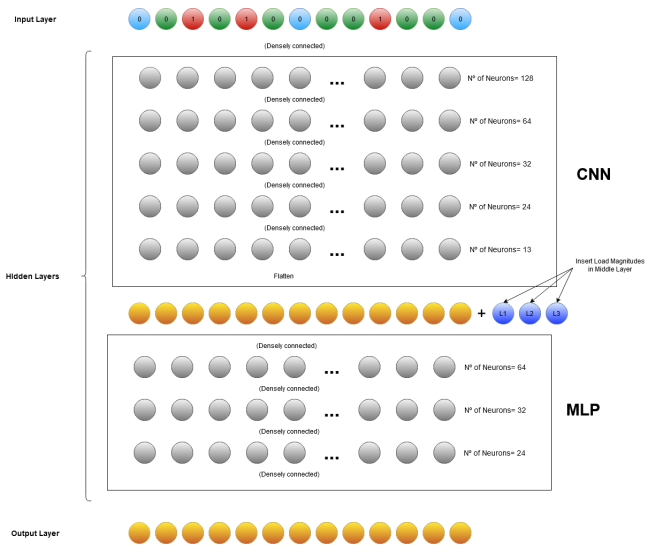 Input Layer
0 0 1 0 1 0 0 0 0 1 0 0 0
(Densely connected)
... Nº of Neurons= 128
(Densely connected)
... Nº of Neurons= 64
(Densely connected)
... Nº of Neurons= 32
CNN
(Densely connected)
... Nº of Neurons= 24
(Densely connected)
... Nº of Neurons= 13
Insert Load Magnitudes
in Middle Layer
Hidden Layers
Flatten
+ L1 L2 L3
(Densely connected)
... Nº of Neurons= 64
(Densely connected)
... Nº of Neurons= 32
MLP
(Densely connected)
... Nº of Neurons= 24
(Densely connected)
Output Layer